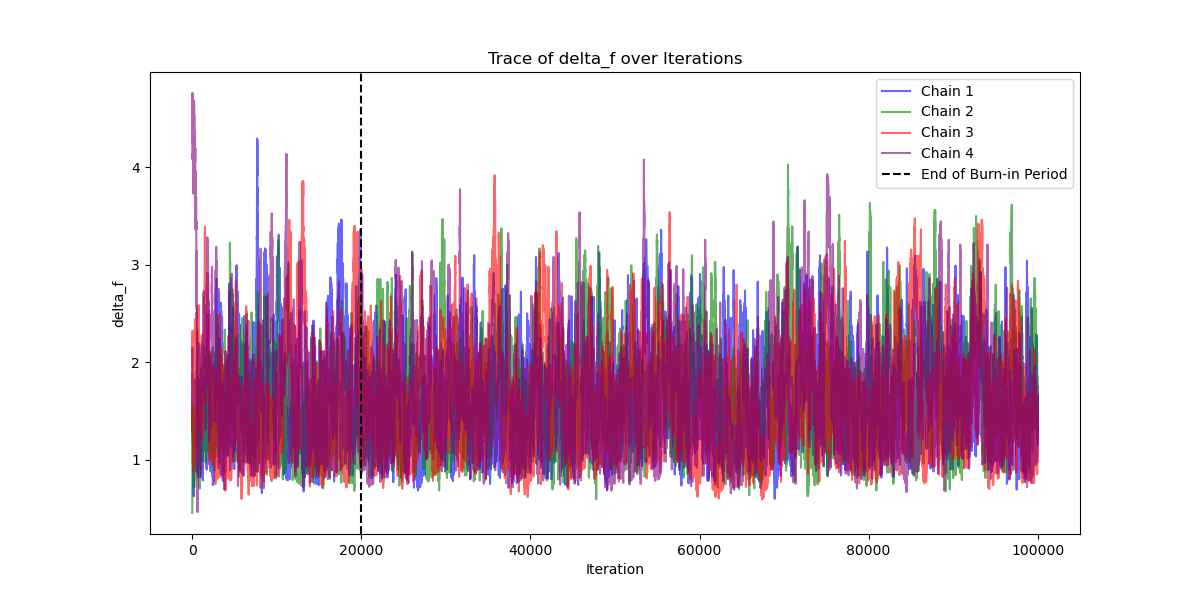 Trace of delta_f over Iterations
Chain 1
Chain 2
Chain 3
Chain 4
End of Burn-in Period
4
3
2
1
delta_f
0
20000
40000
60000
80000
100000
Iteration